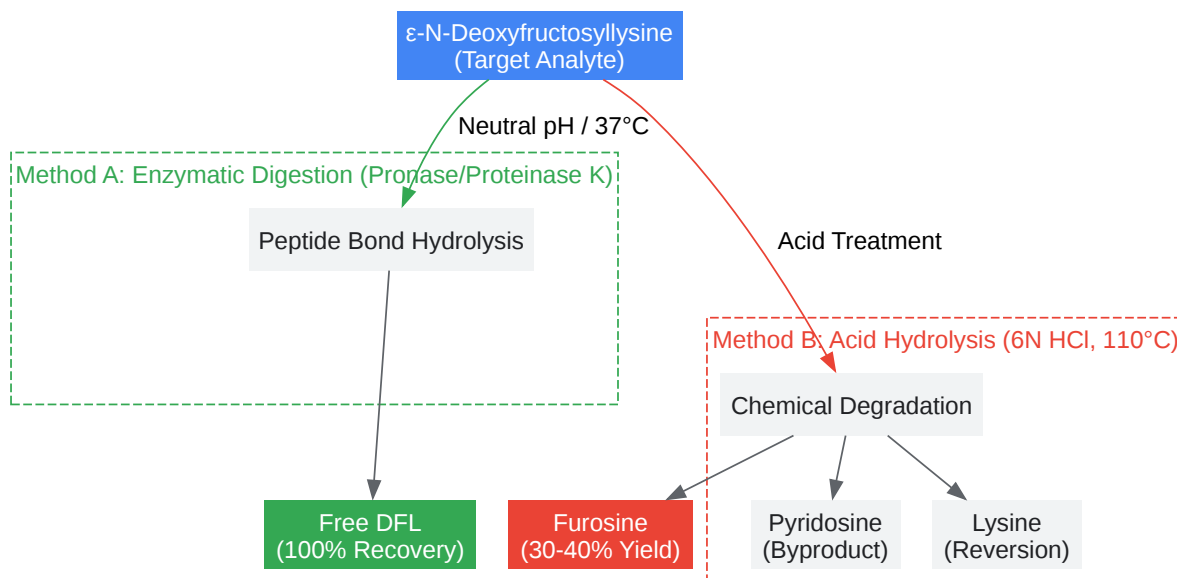 ε-N-Deoxyfructosyllysine
(Target Analyte)
Neutral pH / 37°C
Method A: Enzymatic Digestion (Pronase/Proteinase K)
Peptide Bond Hydrolysis
Acid Treatment
Method B: Acid Hydrolysis (6N HCl, 110°C)
Chemical Degradation
Free DFL
(100% Recovery)
Furosine
(30-40% Yield)
Pyridosine
(Byproduct)
Lysine
(Reversion)